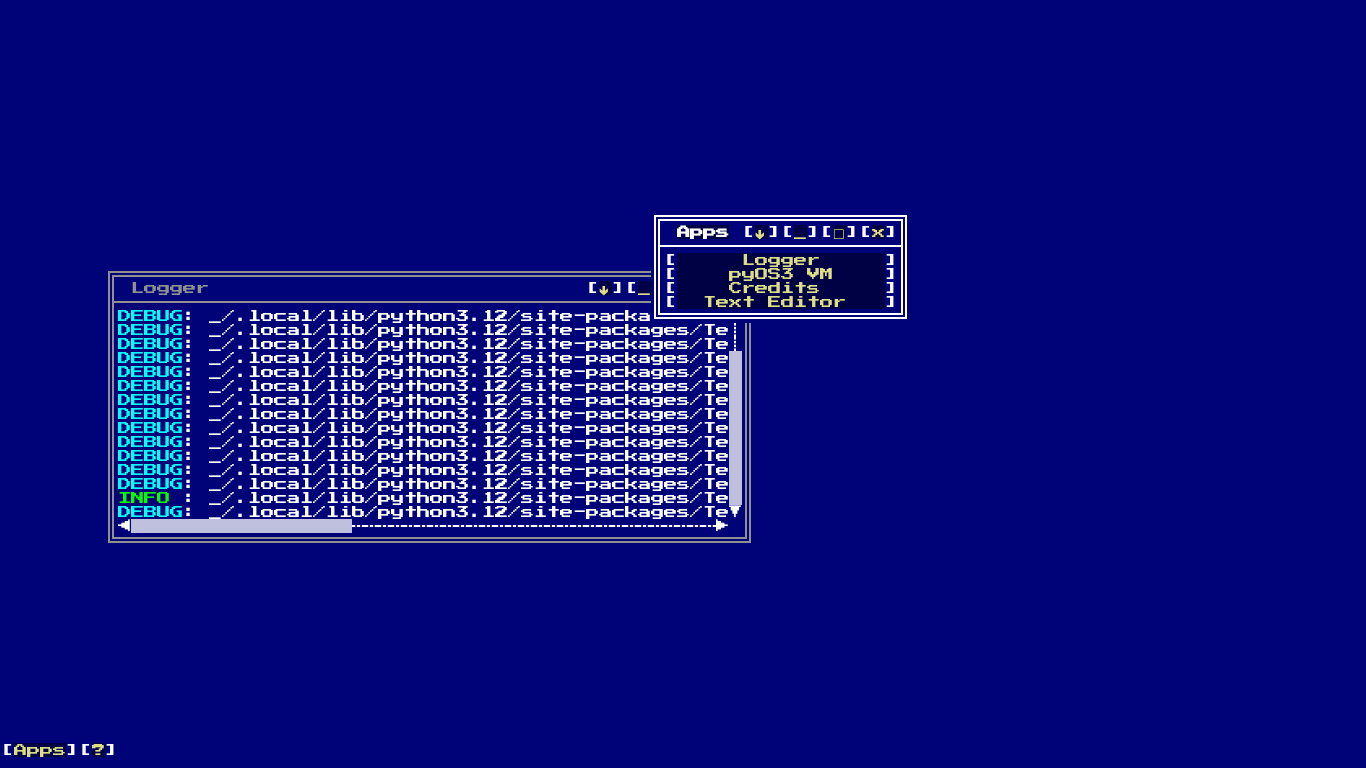 Apps [↓][_][□][x]
[ Logger ]
[ pyOS3 VM ]
[ Credits ]
[ Text Editor ]
Logger [↓][_
DEBUG: _/.local/lib/python3.12/site-packa
DEBUG: _/.local/lib/python3.12/site-packages/Te
DEBUG: _/.local/lib/python3.12/site-packages/Te
DEBUG: _/.local/lib/python3.12/site-packages/Te
DEBUG: _/.local/lib/python3.12/site-packages/Te
DEBUG: _/.local/lib/python3.12/site-packages/Te
DEBUG: _/.local/lib/python3.12/site-packages/Te
DEBUG: _/.local/lib/python3.12/site-packages/Te
DEBUG: _/.local/lib/python3.12/site-packages/Te
DEBUG: _/.local/lib/python3.12/site-packages/Te
DEBUG: _/.local/lib/python3.12/site-packages/Te
DEBUG: _/.local/lib/python3.12/site-packages/Te
DEBUG: _/.local/lib/python3.12/site-packages/Te
INFO : _/.local/lib/python3.12/site-packages/Te
DEBUG: _/.local/lib/python3.12/site-packages/Te
[Apps][?]